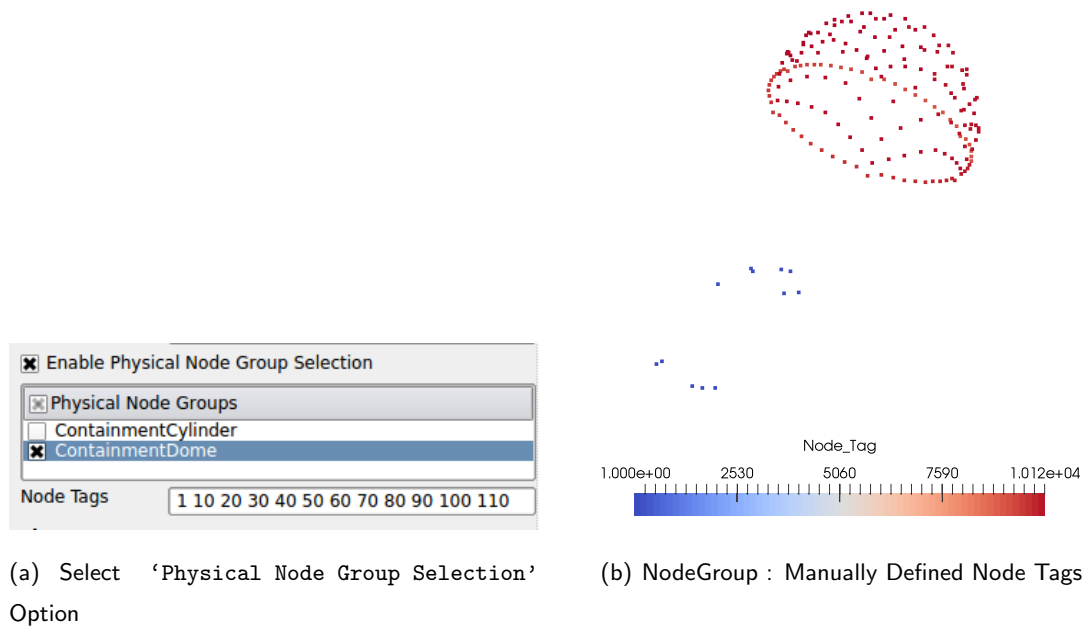 Enable Physical Node Group Selection
Physical Node Groups
ContainmentCylinder
ContainmentDome
Node Tags 1 10 20 30 40 50 60 70 80 90 100 110
(a) Select ‘Physical Node Group Selection’
Option
Node_Tag
1.000e+00 2530 5060 7590 1.012e+04
(b) NodeGroup : Manually Defined Node Tags